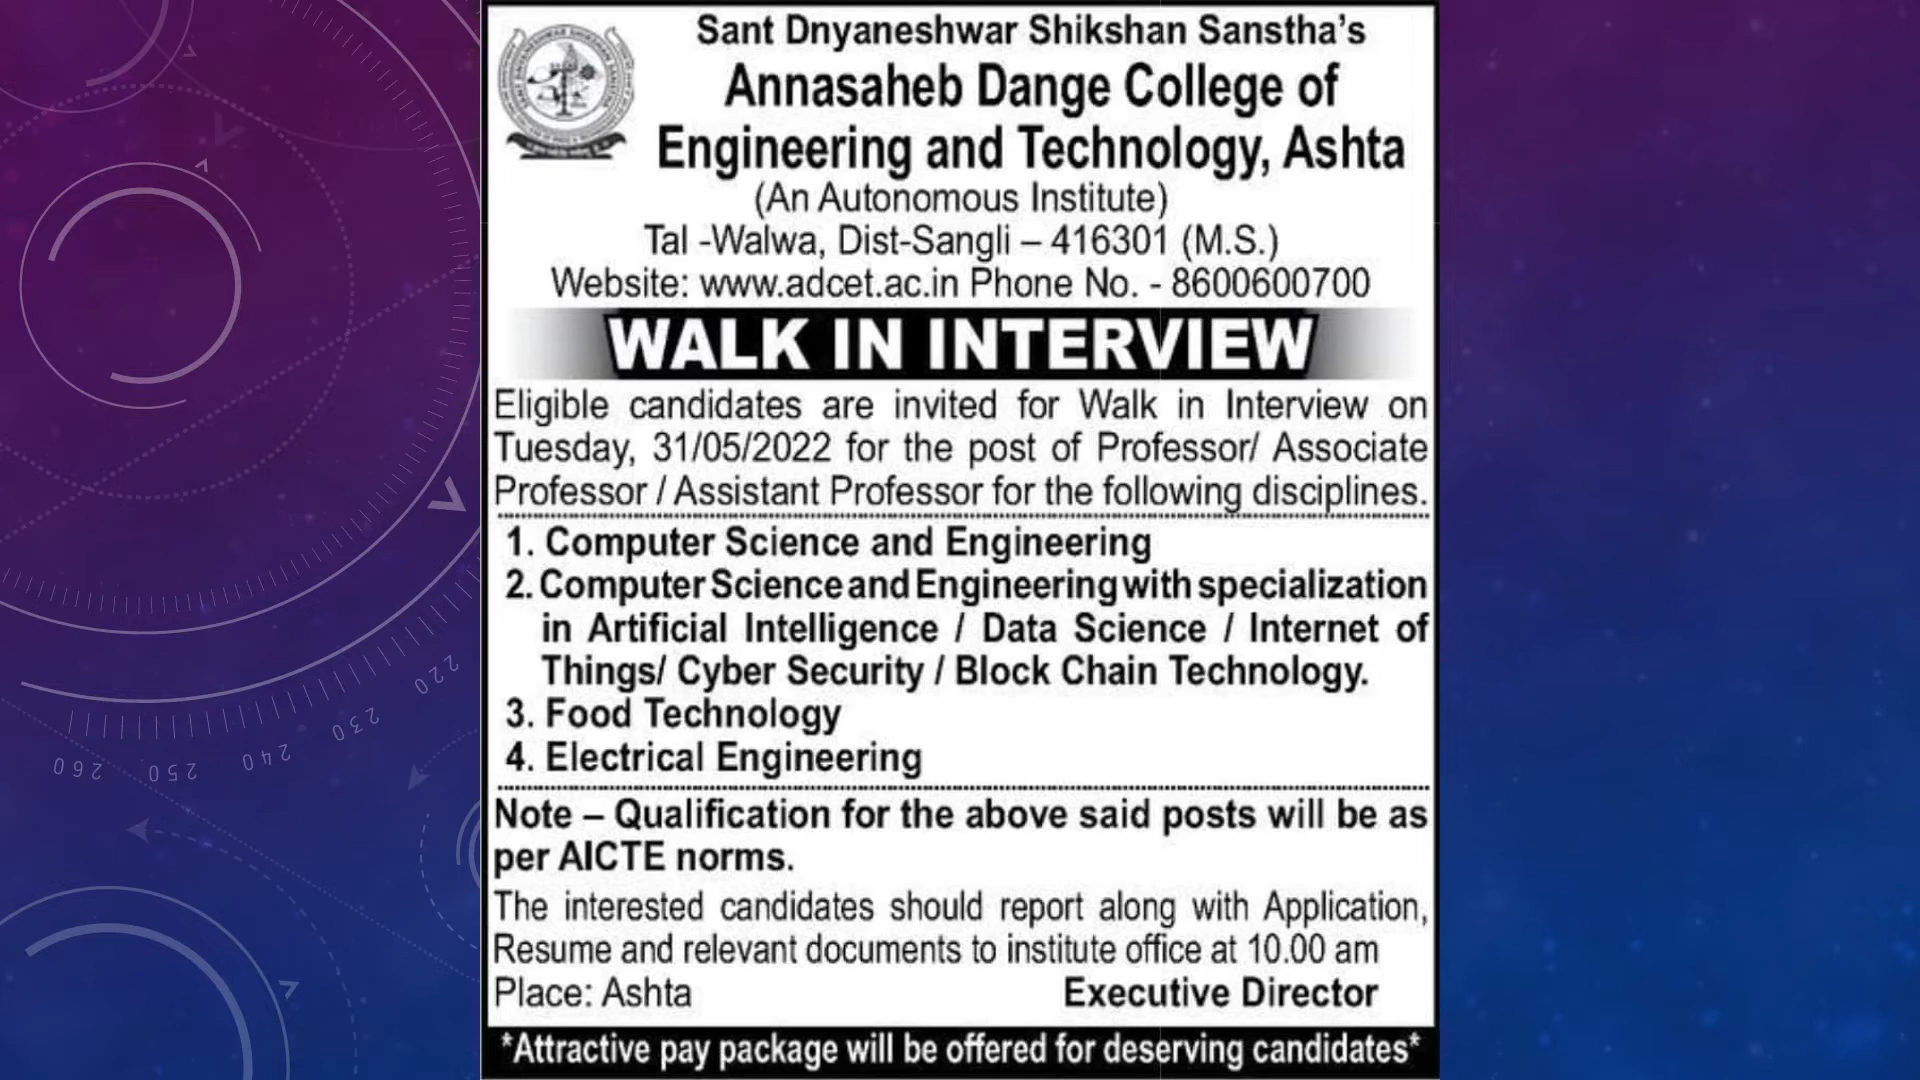 Sant Dnyaneshwar Shikshan Sanstha's
Annasaheb Dange College of
Engineering and Technology, Ashta
(An Autonomous Institute)
Tal -Walwa, Dist-Sangli – 416301 (M.S.)
Website: www.adcet.ac.in Phone No. - 8600600700
WALK IN INTERVIEW
Eligible candidates are invited for Walk in Interview on
Tuesday, 31/05/2022 for the post of Professor/ Associate
Professor / Assistant Professor for the following disciplines.
1. Computer Science and Engineering
2. Computer Science and Engineering with specialization
in Artificial Intelligence / Data Science / Internet of
Things/ Cyber Security / Block Chain Technology.
3. Food Technology
4. Electrical Engineering
Note – Qualification for the above said posts will be as
per AICTE norms.
The interested candidates should report along with Application,
Resume and relevant documents to institute office at 10.00 am
Place: Ashta Executive Director
*Attractive pay package will be offered for deserving candidates*
220
230
240
250
260